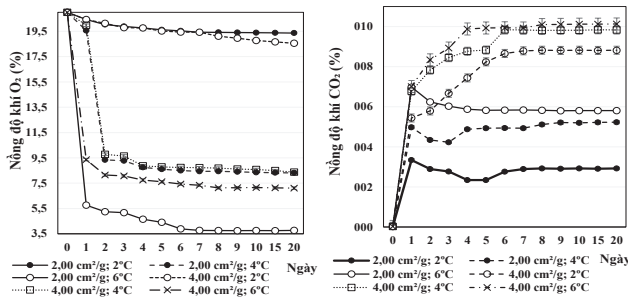 Nồng độ khí O₂ (%)
19,5
17,5
15,5
13,5
11,5
9,5
7,5
5,5
3,5
0 1 2 3 4 5 6 7 8 9 10 15 20
Ngày
2,00 cm²/g; 2°C
2,00 cm²/g; 4°C
2,00 cm²/g; 6°C
4,00 cm²/g; 2°C
4,00 cm²/g; 4°C
4,00 cm²/g; 6°C
Nồng độ khí CO₂ (%)
010
008
006
004
002
000
0 1 2 3 4 5 6 7 8 9 10 15 20
Ngày
2,00 cm²/g; 2°C
2,00 cm²/g; 4°C
2,00 cm²/g; 6°C
4,00 cm²/g; 2°C
4,00 cm²/g; 4°C
4,00 cm²/g; 6°C